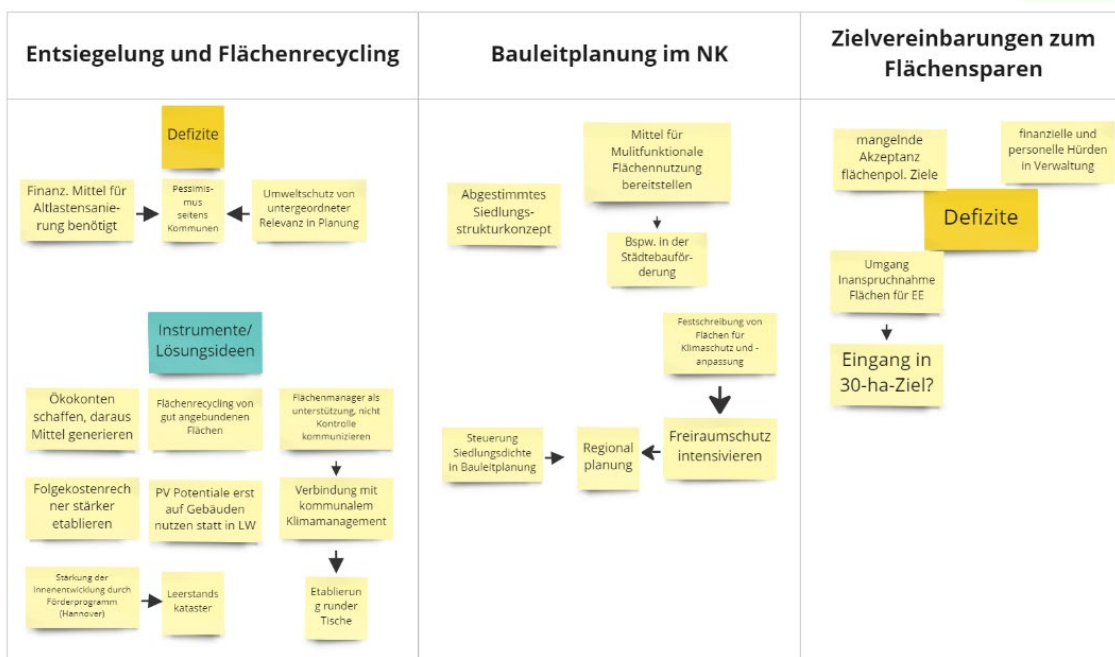 Entsiegelung und Flächenrecycling
Defizite
Finanz. Mittel für
Altlastensanie-
rung benötigt
Pessimis-
mus
seitens
Kommunen
Umweltschutz von
untergeordneter
Relevanz in Planung
Instrumente/
Lösungsideen
Ökokonten
schaffen, daraus
Mittel generieren
Flächenrecycling von
gut angebundenen
Flächen
Flächenmanager als
unterstützung, nicht
Kontrolle
kommunizieren
Folgekostenrech
ner stärker
etablieren
PV Potentiale erst
auf Gebäuden
nutzen statt in LW
Verbindung mit
kommunalem
Klimamanagement
Stärkung der
Innenentwicklung durch
Förderprogramm
(Hannover)
Leerstands
kataster
Etablierun
g runder
Tische
Bauleitplanung im NK
Abgestimmtes
Siedlungs-
strukturkonzept
Mittel für
Mulitfunktionale
Flächennutzung
bereitstellen
Bspw. in der
Städtebauför-
derung
Festschreibung von
Flächen für
Klimaschutz und -
anpassung
Steuerung
Siedlungsdichte
in Bauleitplanung
Regional
planung
Freiraumschutz
intensivieren
Zielvereinbarungen zum
Flächensparen
mangelnde
Akzeptanz
flächenpol. Ziele
finanzielle und
personelle Hürden
in Verwaltung
Defizite
Umgang
Inanspruchnahme
Flächen für EE
Eingang in
30-ha-Ziel?